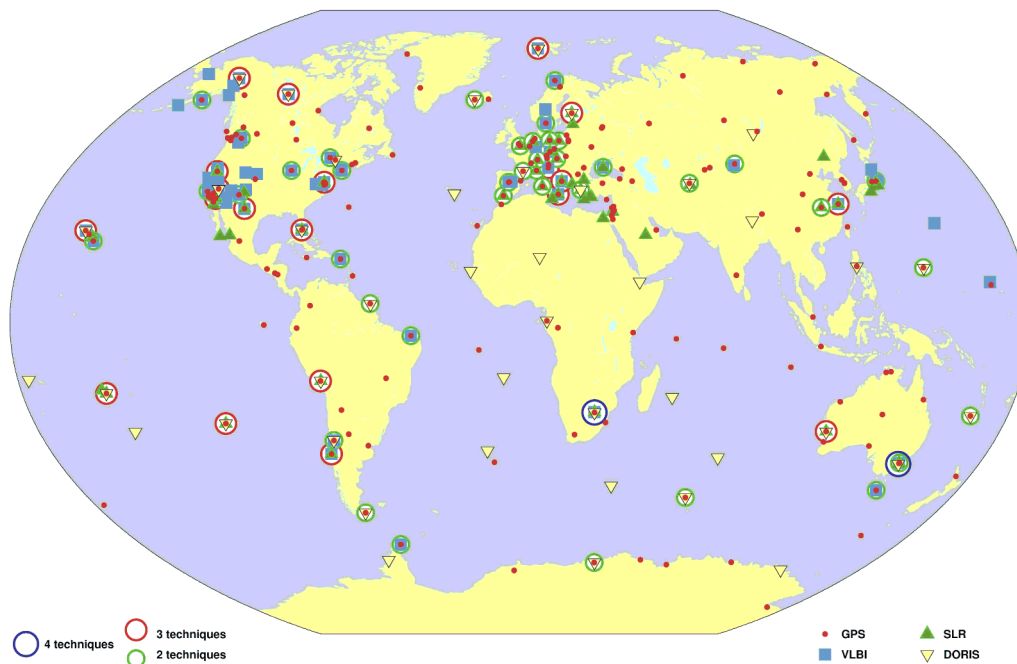 4 techniques
3 techniques
2 techniques
GPS
VLBI
SLR
DORIS